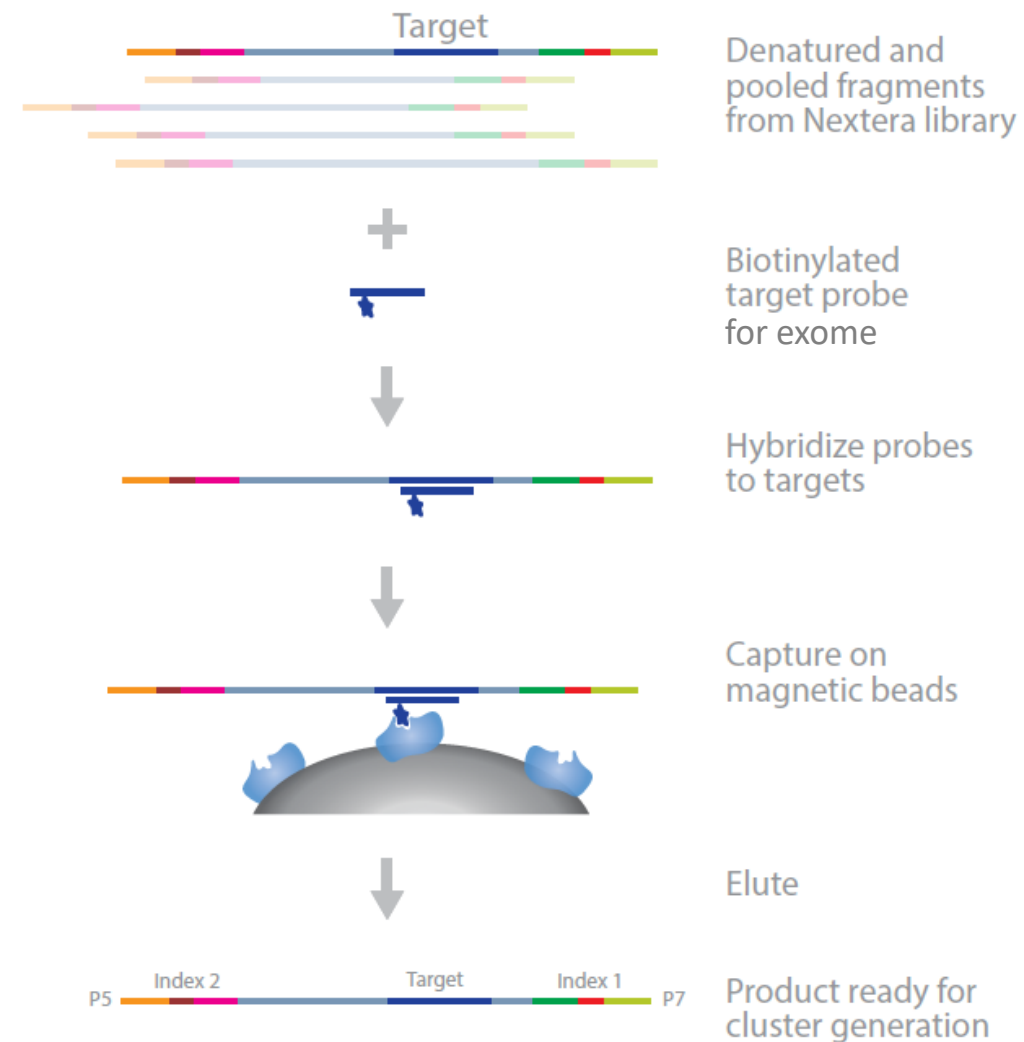 Target
Denatured and
pooled fragments
from Nextera library
Biotinylated
target probe
for exome
Hybridize probes
to targets
Capture on
magnetic beads
Elute
Index 2
Target
Index 1
P5
P7
Product ready for
cluster generation